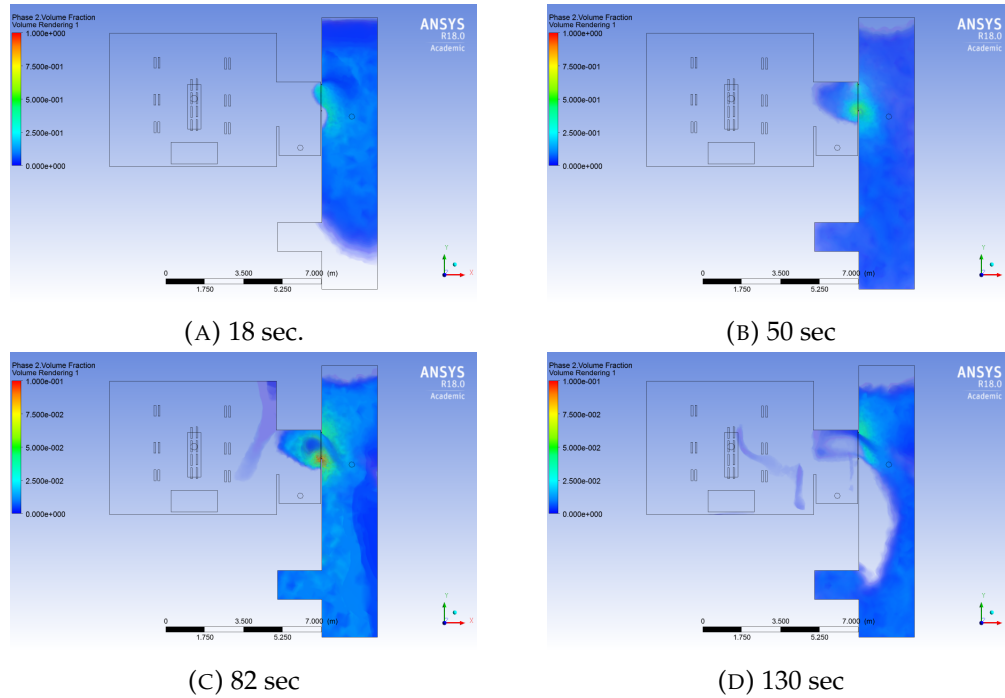 Phase 2.Volume Fraction
Volume Rendering 1
1.000e+000
7.500e-001
5.000e-001
2.500e-001
0.000e+000
ANSYS
R18.0
Academic
0 3.500 7.000 (m)
1.750 5.250
Y
X
(A) 18 sec.
Phase 2.Volume Fraction
Volume Rendering 1
1.000e+000
7.500e-001
5.000e-001
2.500e-001
0.000e+000
ANSYS
R18.0
Academic
0 3.500 7.000 (m)
1.750 5.250
Y
X
(B) 50 sec
Phase 2.Volume Fraction
Volume Rendering 1
1.000e-001
7.500e-002
5.000e-002
2.500e-002
0.000e+000
ANSYS
R18.0
Academic
0 3.500 7.000 (m)
1.750 5.250
Y
X
(C) 82 sec
Phase 2.Volume Fraction
Volume Rendering 1
1.000e-001
7.500e-002
5.000e-002
2.500e-002
0.000e+000
ANSYS
R18.0
Academic
0 3.500 7.000 (m)
1.750 5.250
Y
X
(D) 130 sec